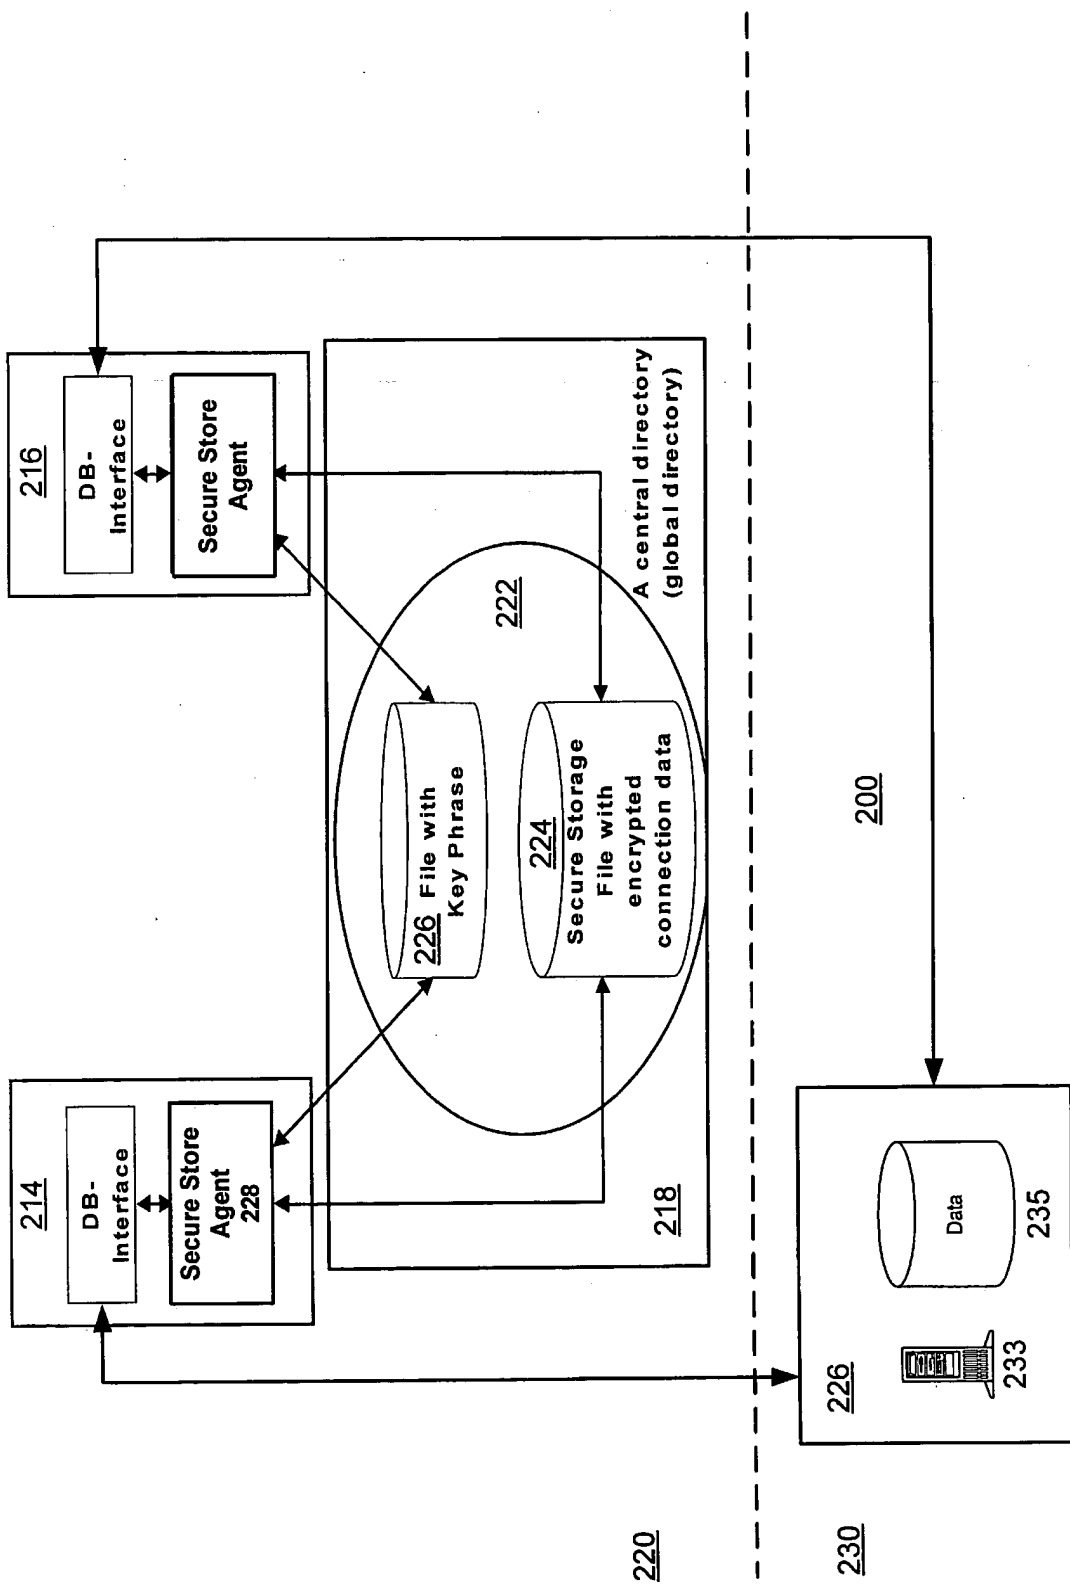 220
230
214
DB-
Interface
Secure Store
Agent
228
216
DB-
Interface
Secure Store
Agent
218
226 File with
Key Phrase
222
224
Secure Storage
File with
encrypted
connection data
A central directory
(global directory)
226
233
Data
235
200